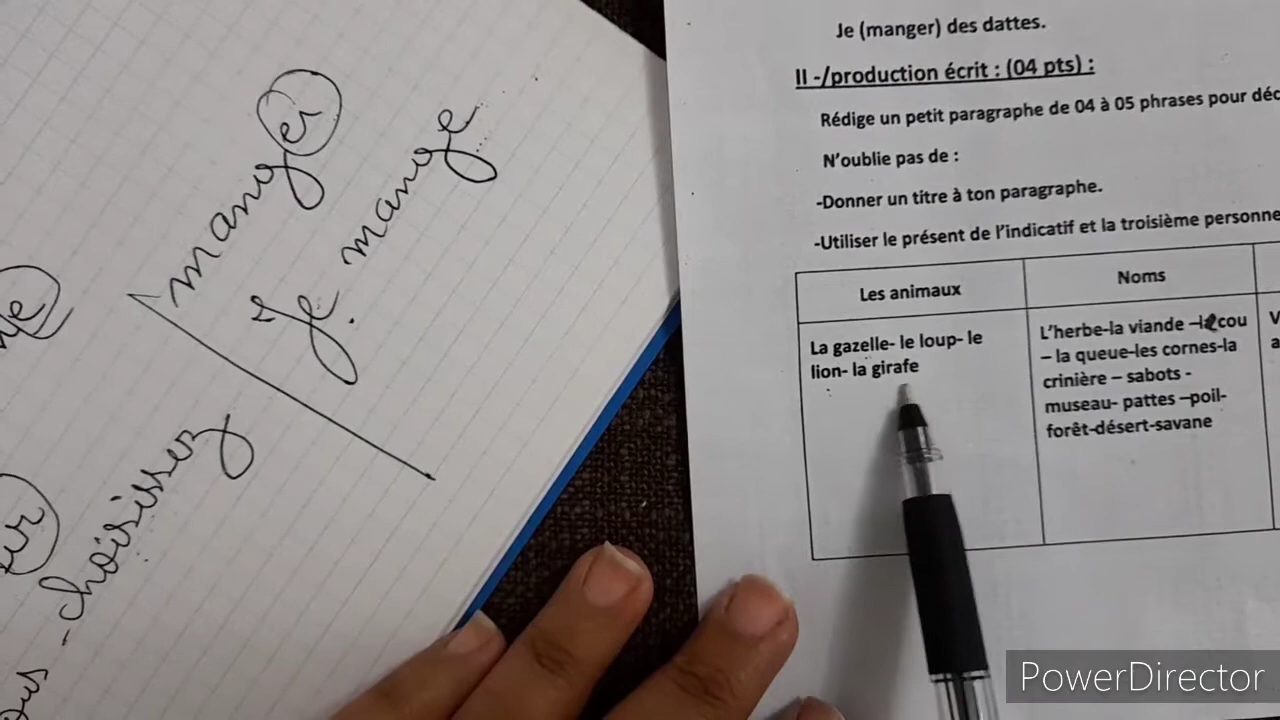 manger
Je mange
choisissez
Je (manger) des dattes.
II -/production écrit : (04 pts) :
Rédige un petit paragraphe de 04 à 05 phrases pour
N'oublie pas de :
-Donner un titre à ton paragraphe.
-Utiliser le présent de l'indicatif et la troisième personne
Les animaux
La gazelle- le loup- le
lion- la girafe
Noms
L'herbe-la viande –le cou
– la queue-les cornes-la
crinière – sabots -
museau- pattes –poil-
forêt-désert-savane
PowerDirector